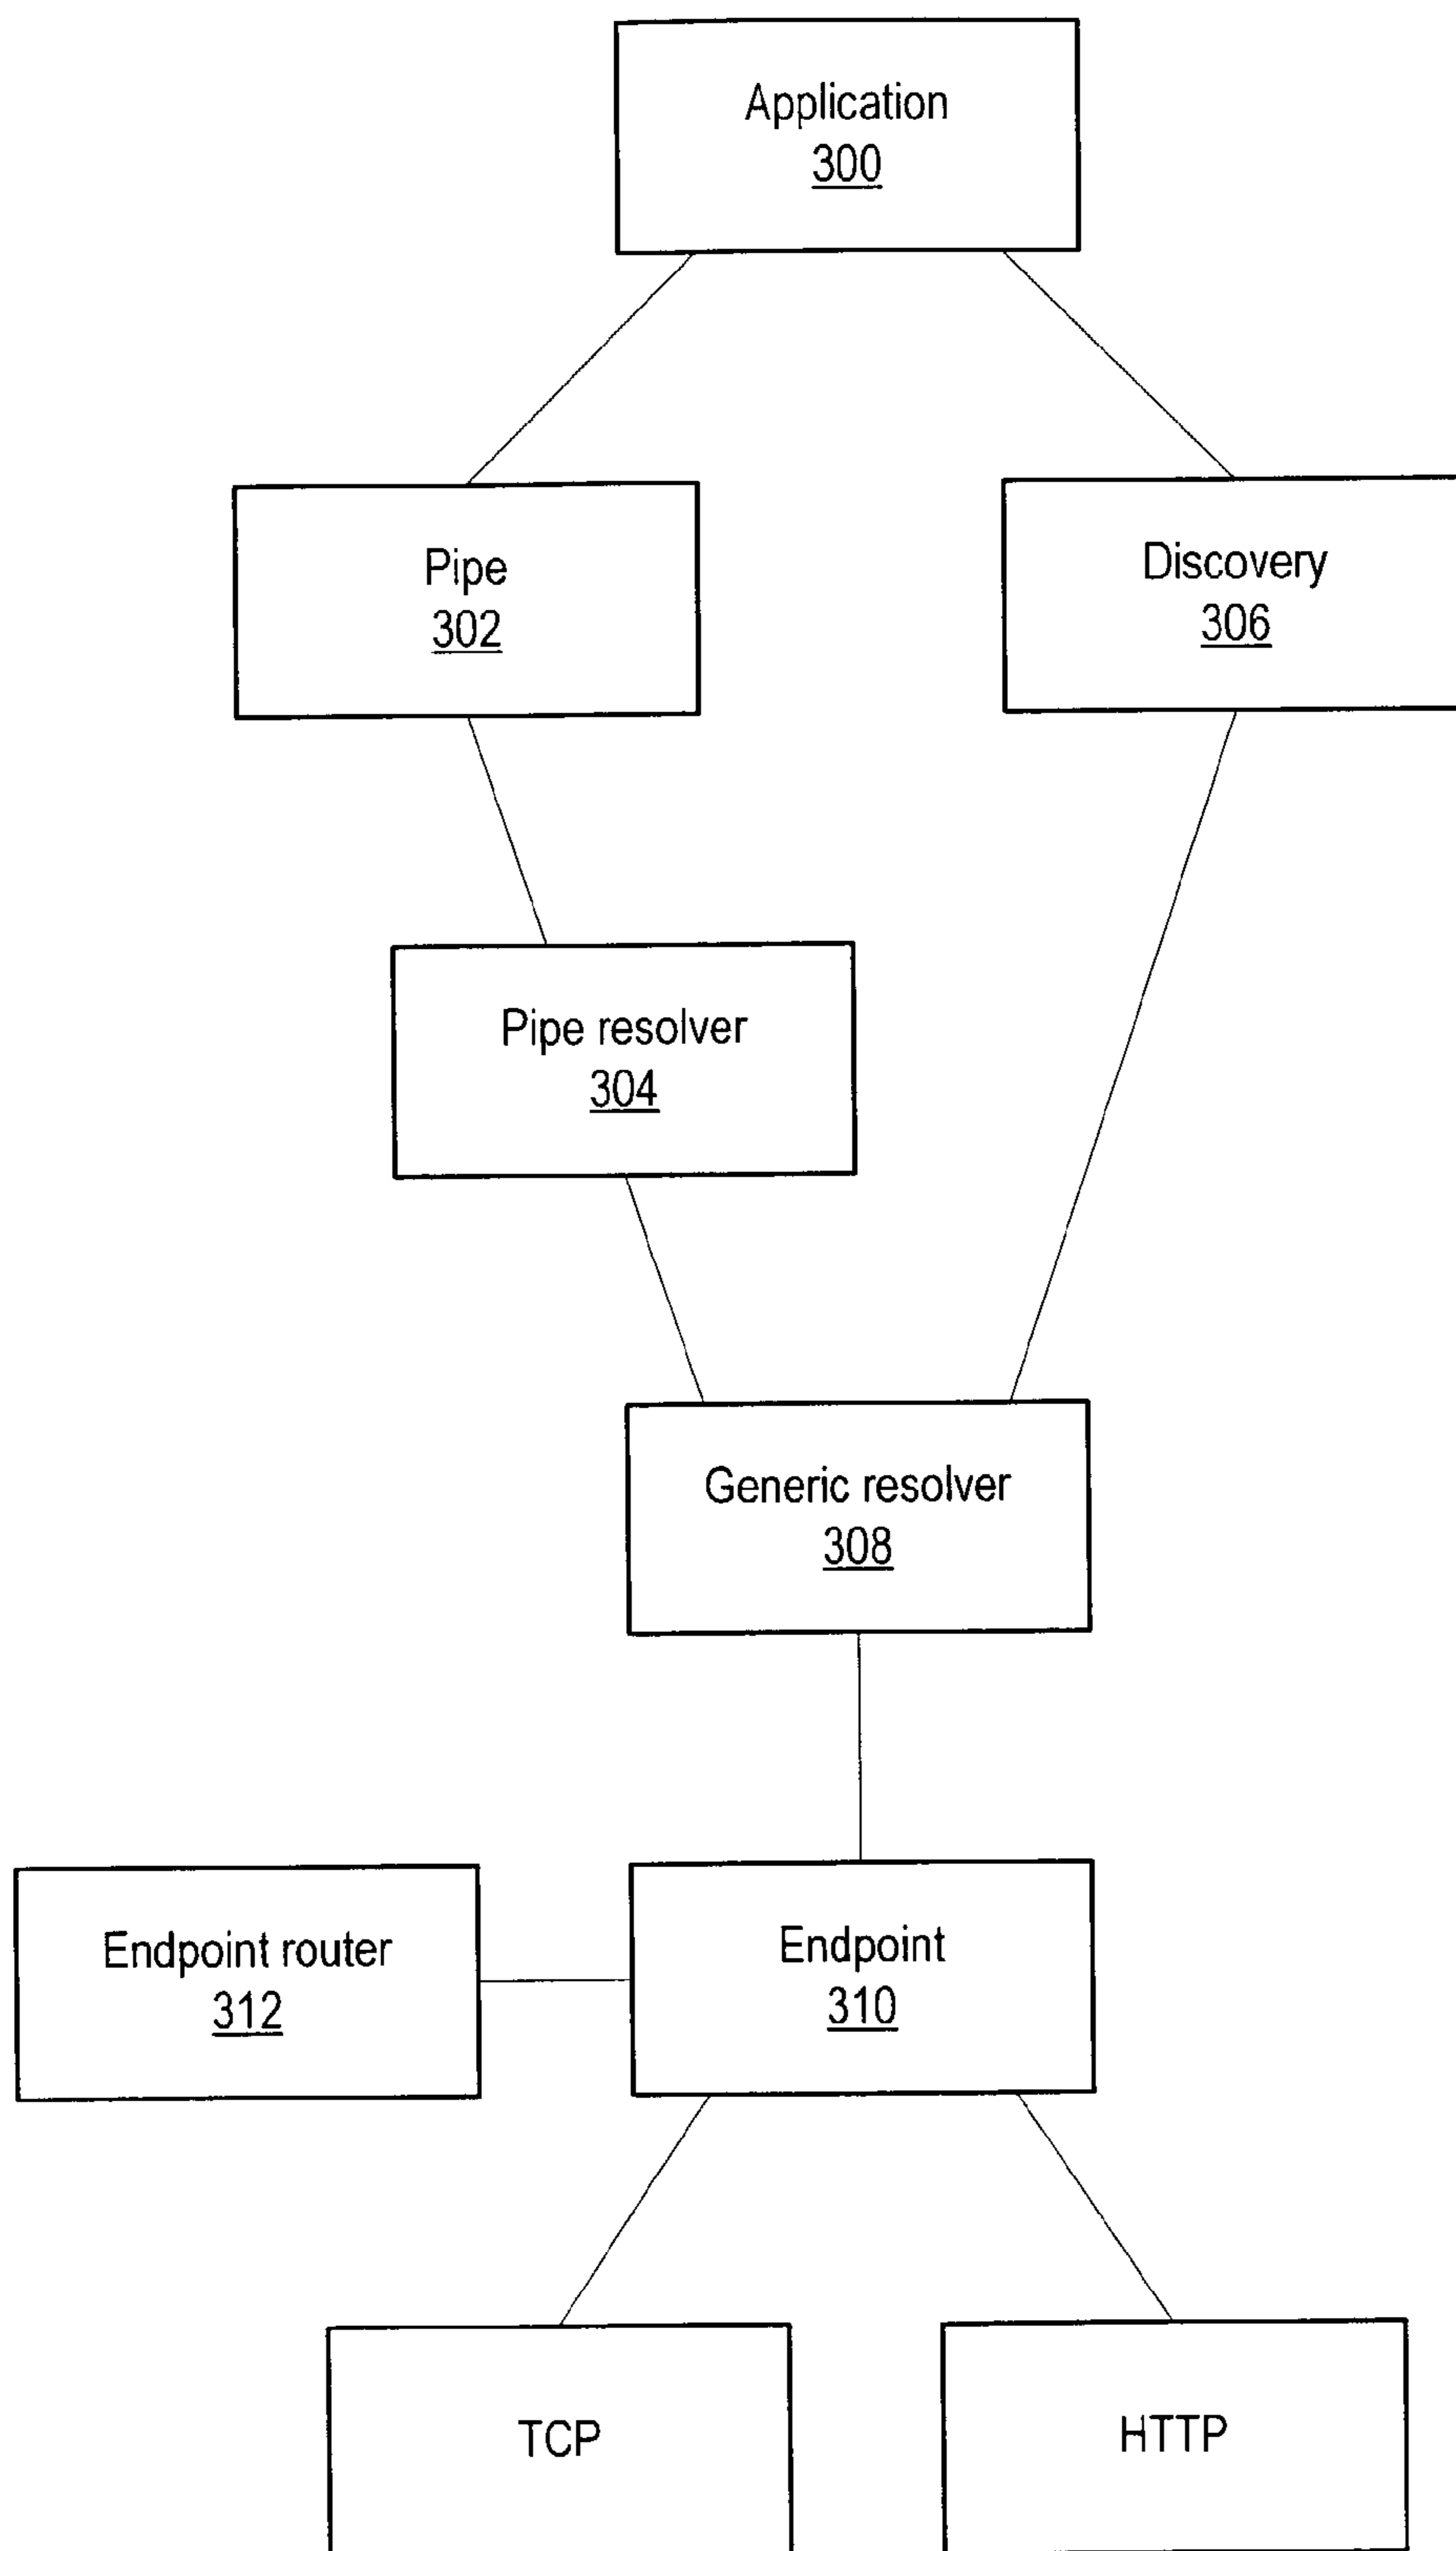 Application
300
Pipe
302
Discovery
306
Pipe resolver
304
Generic resolver
308
Endpoint router
312
Endpoint
310
TCP
HTTP